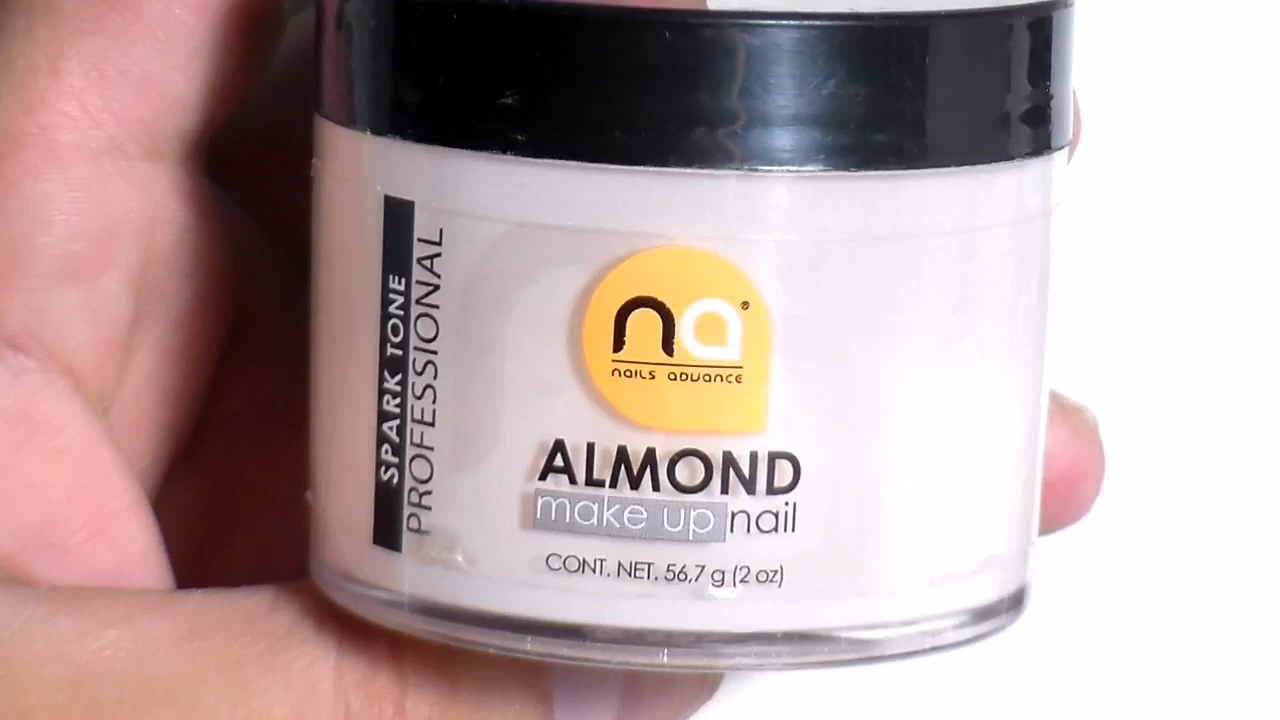 SPARK TONE
PROFESSIONAL
na®
nails advance
ALMOND
make up nail
CONT. NET. 56,7 g (2 oz)